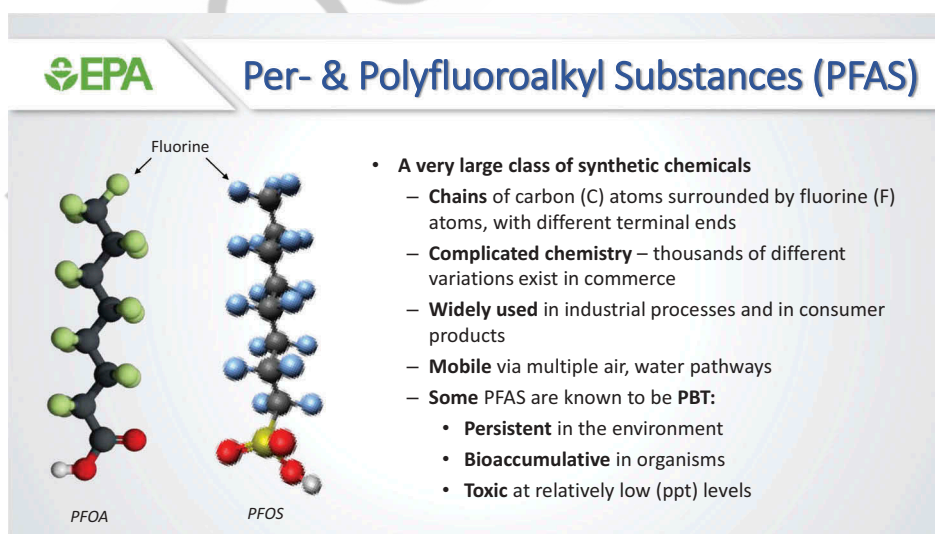 EPA
Per- & Polyfluoroalkyl Substances (PFAS)
Fluorine
PFOA
PFOS
• A very large class of synthetic chemicals
– Chains of carbon (C) atoms surrounded by fluorine (F)
atoms, with different terminal ends
– Complicated chemistry – thousands of different
variations exist in commerce
– Widely used in industrial processes and in consumer
products
– Mobile via multiple air, water pathways
– Some PFAS are known to be PBT:
• Persistent in the environment
• Bioaccumulative in organisms
• Toxic at relatively low (ppt) levels